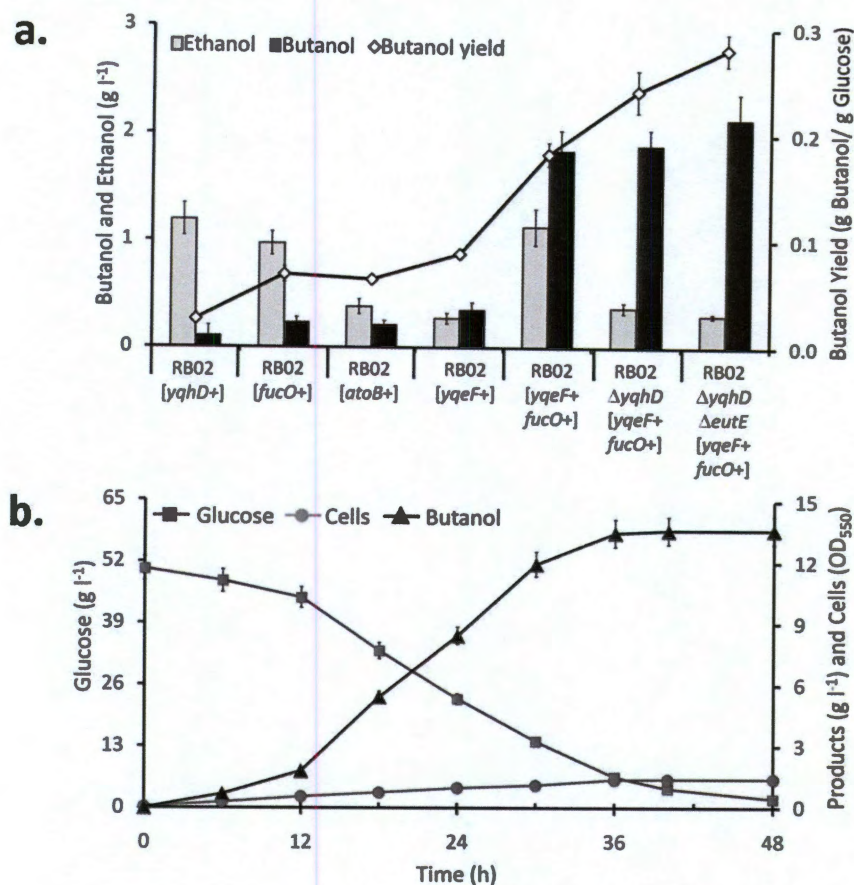 a.
Ethanol Butanol Butanol yield
Butanol and Ethanol (g l⁻¹)
3
2
1
0
Butanol Yield (g Butanol/ g Glucose)
0.3
0.2
0.1
0.0
RB02
[yqhD+]
RB02
[fucO+]
RB02
[atoB+]
RB02
[yqeF+]
RB02
[yqeF+
fucO+]
RB02
ΔyqhD
[yqeF+
fucO+]
RB02
ΔyqhD
ΔeutE
[yqeF+
fucO+]
b.
Glucose Cells Butanol
Glucose (g l⁻¹)
65
52
39
26
13
0
Products (g l⁻¹) and Cells (OD₅₅₀)
15
12
9
6
3
0
0 12 24 36 48
Time (h)